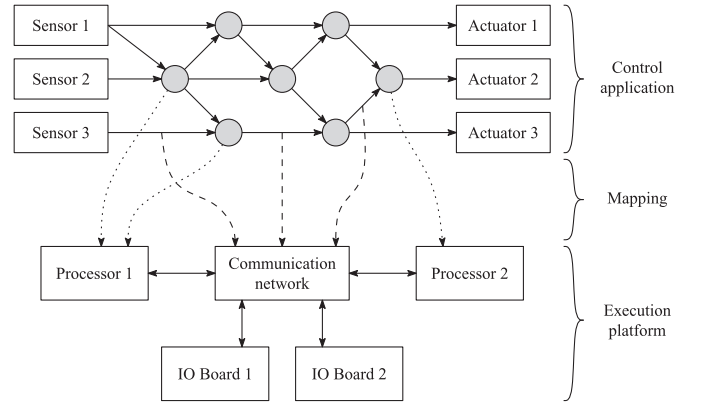 Sensor 1
Actuator 1
Sensor 2
Actuator 2
Control
application
Sensor 3
Actuator 3
Mapping
Processor 1
Communication
network
Processor 2
Execution
platform
IO Board 1
IO Board 2